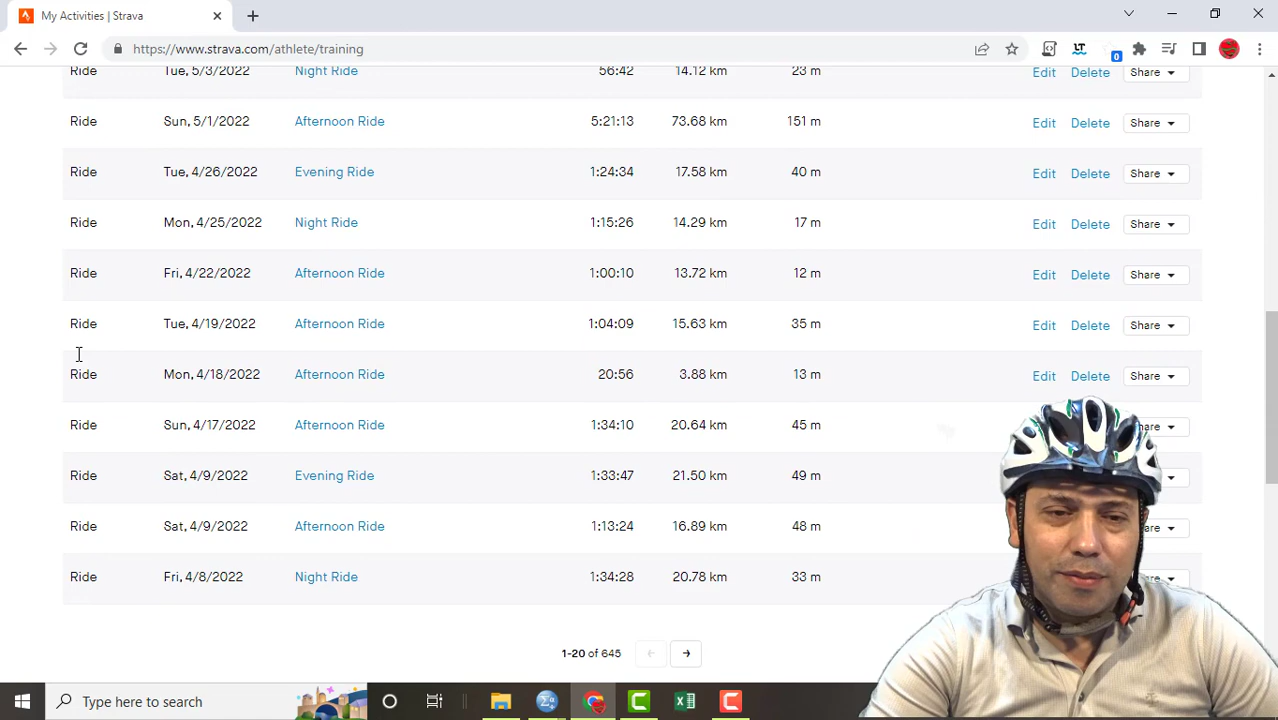 My Activities | Strava
https://www.strava.com/athlete/training
0
Ride Tue, 5/3/2022 Night Ride 56:42 14.12 km 23 m Edit Delete Share
Ride Sun, 5/1/2022 Afternoon Ride 5:21:13 73.68 km 151 m Edit Delete Share
Ride Tue, 4/26/2022 Evening Ride 1:24:34 17.58 km 40 m Edit Delete Share
Ride Mon, 4/25/2022 Night Ride 1:15:26 14.29 km 17 m Edit Delete Share
Ride Fri, 4/22/2022 Afternoon Ride 1:00:10 13.72 km 12 m Edit Delete Share
Ride Tue, 4/19/2022 Afternoon Ride 1:04:09 15.63 km 35 m Edit Delete Share
Ride Mon, 4/18/2022 Afternoon Ride 20:56 3.88 km 13 m Edit Delete Share
Ride Sun, 4/17/2022 Afternoon Ride 1:34:10 20.64 km 45 m
Ride Sat, 4/9/2022 Evening Ride 1:33:47 21.50 km 49 m
Ride Sat, 4/9/2022 Afternoon Ride 1:13:24 16.89 km 48 m
Ride Fri, 4/8/2022 Night Ride 1:34:28 20.78 km 33 m
1-20 of 645
Type here to search